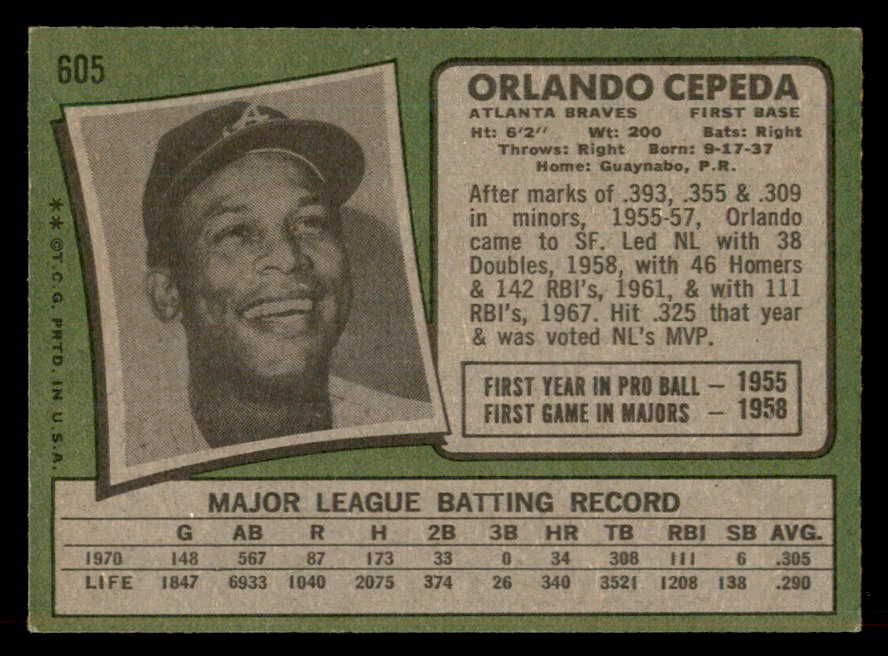 605
A
ORLANDO CEPEDA
ATLANTA BRAVES FIRST BASE
Ht: 6'2" Wt: 200 Bats: Right
Throws: Right Born: 9-17-37
Home: Guaynabo, P.R.
After marks of .393, .355 & .309
in minors, 1955-57, Orlando
came to SF. Led NL with 38
Doubles, 1958, with 46 Homers
& 142 RBI's, 1961, & with 111
RBI's, 1967. Hit .325 that year
& was voted NL's MVP.
FIRST YEAR IN PRO BALL — 1955
FIRST GAME IN MAJORS — 1958
**©T.C.G. PRTD. IN U.S.A.
MAJOR LEAGUE BATTING RECORD
G AB R H 2B 3B HR TB RBI SB AVG.
1970 148 567 87 173 33 0 34 308 111 6 .305
LIFE 1847 6933 1040 2075 374 26 340 3521 1208 138 .290